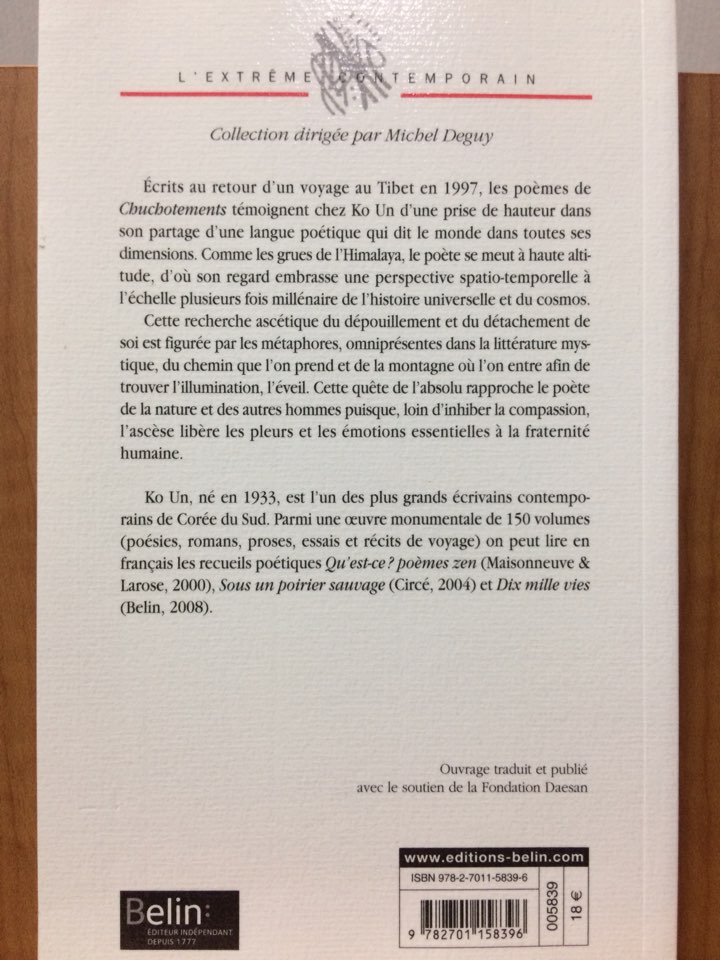 L'EXTRÊME CONTEMPORAIN
Collection dirigée par Michel Deguy
Écrits au retour d'un voyage au Tibet en 1997, les poèmes de
Chuchotements témoignent chez Ko Un d'une prise de hauteur dans
son partage d'une langue poétique qui dit le monde dans toutes ses
dimensions. Comme les grues de l'Himalaya, le poète se meut à haute alti-
tude, d'où son regard embrasse une perspective spatio-temporelle à
l'échelle plusieurs fois millénaire de l'histoire universelle et du cosmos.
Cette recherche ascétique du dépouillement et du détachement de
soi est figurée par les métaphores, omniprésentes dans la littérature mys-
tique, du chemin que l'on prend et de la montagne où l'on entre afin de
trouver l'illumination, l'éveil. Cette quête de l'absolu rapproche le poète
de la nature et des autres hommes puisque, loin d'inhiber la compassion,
l'ascèse libère les pleurs et les émotions essentielles à la fraternité
humaine.
Ko Un, né en 1933, est l'un des plus grands écrivains contempo-
rains de Corée du Sud. Parmi une œuvre monumentale de 150 volumes
(poésies, romans, proses, essais et récits de voyage) on peut lire en
français les recueils poétiques Qu'est-ce ? poèmes zen (Maisonneuve &
Larose, 2000), Sous un poirier sauvage (Circé, 2004) et Dix mille vies
(Belin, 2008).
Ouvrage traduit et publié
avec le soutien de la Fondation Daesan
www.editions-belin.com
ISBN 978-2-7011-5839-6
005839
18 €
9 782701 158396
Belin:
ÉDITEUR INDÉPENDANT
DEPUIS 1777